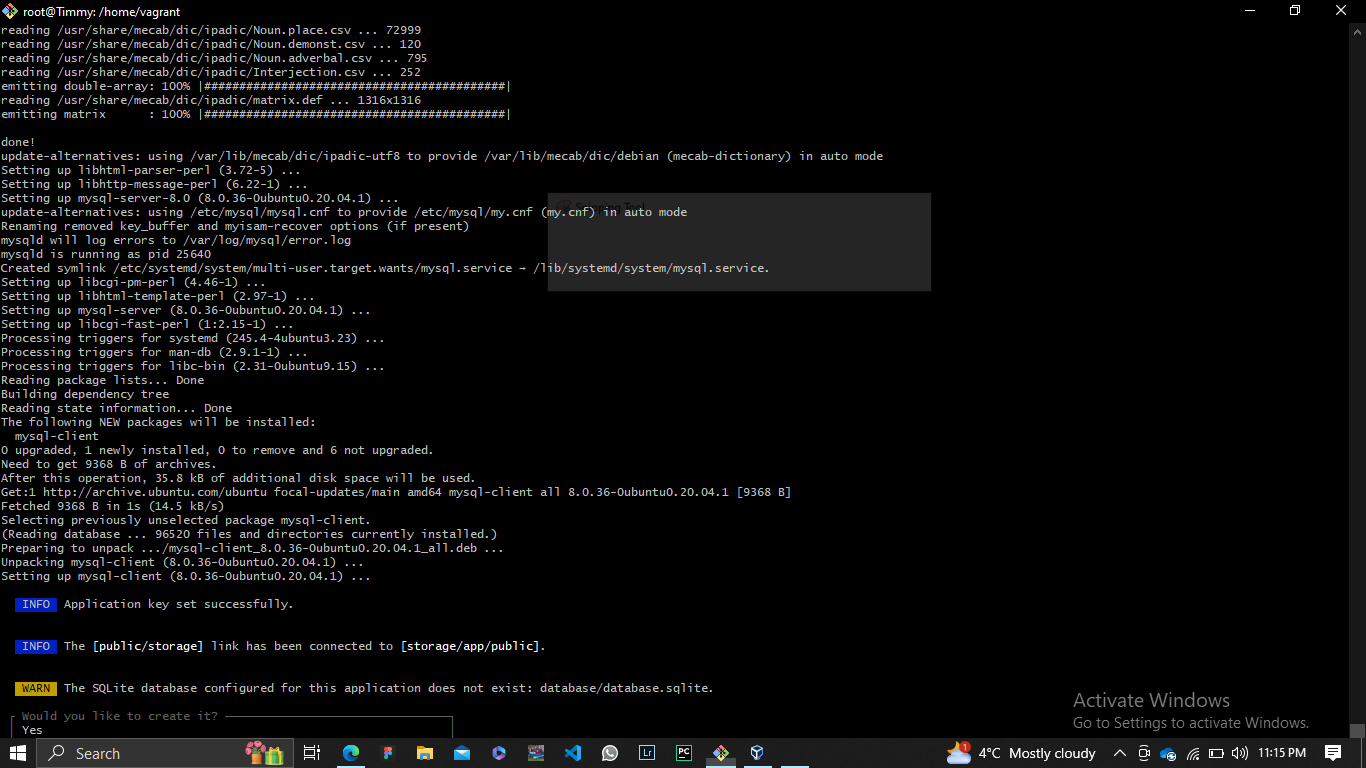 root@Timmy: /home/vagrant
reading /usr/share/mecab/dic/ipadic/Noun.place.csv ... 72999
reading /usr/share/mecab/dic/ipadic/Noun.demonst.csv ... 120
reading /usr/share/mecab/dic/ipadic/Noun.adverbal.csv ... 795
reading /usr/share/mecab/dic/ipadic/Interjection.csv ... 252
emitting double-array: 100% |###########################################|
reading /usr/share/mecab/dic/ipadic/matrix.def ... 1316x1316
emitting matrix      : 100% |###########################################|
done!
update-alternatives: using /var/lib/mecab/dic/ipadic-utf8 to provide /var/lib/mecab/dic/debian (mecab-dictionary) in auto mode
Setting up libhtml-parser-perl (3.72-5) ...
Setting up libhttp-message-perl (6.22-1) ...
Setting up mysql-server-8.0 (8.0.36-0ubuntu0.20.04.1) ...
update-alternatives: using /etc/mysql/mysql.cnf to provide /etc/mysql/my.cnf (my.cnf) in auto mode
Renaming removed key_buffer and myisam-recover options (if present)
mysqld will log errors to /var/log/mysql/error.log
mysqld is running as pid 25640
Created symlink /etc/systemd/system/multi-user.target.wants/mysql.service → /lib/systemd/system/mysql.service.
Setting up libcgi-pm-perl (4.46-1) ...
Setting up libhtml-template-perl (2.97-1) ...
Setting up mysql-server (8.0.36-0ubuntu0.20.04.1) ...
Setting up libcgi-fast-perl (1:2.15-1) ...
Processing triggers for systemd (245.4-4ubuntu3.23) ...
Processing triggers for man-db (2.9.1-1) ...
Processing triggers for libc-bin (2.31-0ubuntu9.15) ...
Reading package lists... Done
Building dependency tree
Reading state information... Done
The following NEW packages will be installed:
  mysql-client
0 upgraded, 1 newly installed, 0 to remove and 6 not upgraded.
Need to get 9368 B of archives.
After this operation, 35.8 kB of additional disk space will be used.
Get:1 http://archive.ubuntu.com/ubuntu focal-updates/main amd64 mysql-client all 8.0.36-0ubuntu0.20.04.1 [9368 B]
Fetched 9368 B in 1s (14.5 kB/s)
Selecting previously unselected package mysql-client.
(Reading database ... 96520 files and directories currently installed.)
Preparing to unpack .../mysql-client_8.0.36-0ubuntu0.20.04.1_all.deb ...
Unpacking mysql-client (8.0.36-0ubuntu0.20.04.1) ...
Setting up mysql-client (8.0.36-0ubuntu0.20.04.1) ...
INFO Application key set successfully.
INFO The [public/storage] link has been connected to [storage/app/public].
WARN The SQLite database configured for this application does not exist: database/database.sqlite.
Would you like to create it?
Yes
Activate Windows
Go to Settings to activate Windows.
Search
1
4°C Mostly cloudy
11:15 PM